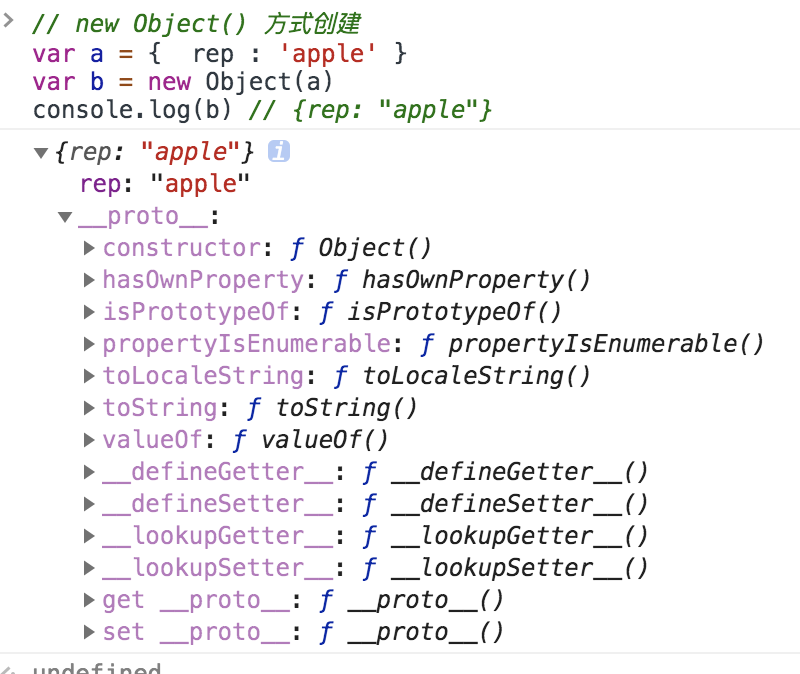 // new Object() 方式创建
var a = {  rep : 'apple' }
var b = new Object(a)
console.log(b) // {rep: "apple"}
{rep: "apple"} i
rep: "apple"
__proto__:
constructor: ƒ Object()
hasOwnProperty: ƒ hasOwnProperty()
isPrototypeOf: ƒ isPrototypeOf()
propertyIsEnumerable: ƒ propertyIsEnumerable()
toLocaleString: ƒ toLocaleString()
toString: ƒ toString()
valueOf: ƒ valueOf()
__defineGetter__: ƒ __defineGetter__()
__defineSetter__: ƒ __defineSetter__()
__lookupGetter__: ƒ __lookupGetter__()
__lookupSetter__: ƒ __lookupSetter__()
get __proto__: ƒ __proto__()
set __proto__: ƒ __proto__()
undefined